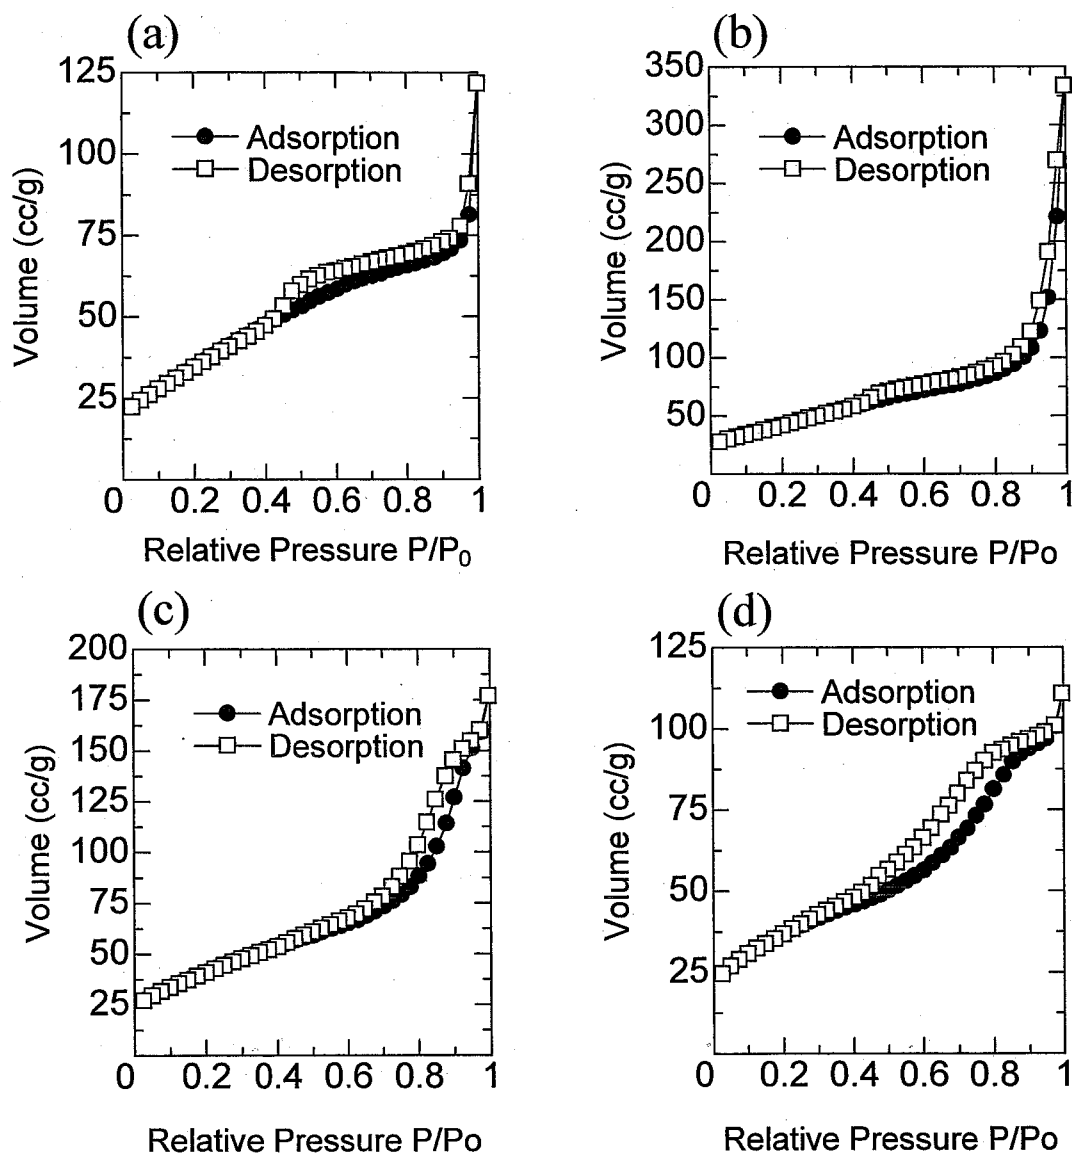 (a)
125
100
75
50
25
0
0.2
0.4
0.6
0.8
1
Volume (cc/g)
Adsorption
Desorption
Relative Pressure P/P₀
(b)
350
300
250
200
150
100
50
0
0.2
0.4
0.6
0.8
1
Volume (cc/g)
Adsorption
Desorption
Relative Pressure P/Po
(c)
200
175
150
125
100
75
50
25
0
0.2
0.4
0.6
0.8
1
Volume (cc/g)
Adsorption
Desorption
Relative Pressure P/Po
(d)
125
100
75
50
25
0
0.2
0.4
0.6
0.8
1
Volume (cc/g)
Adsorption
Desorption
Relative Pressure P/Po